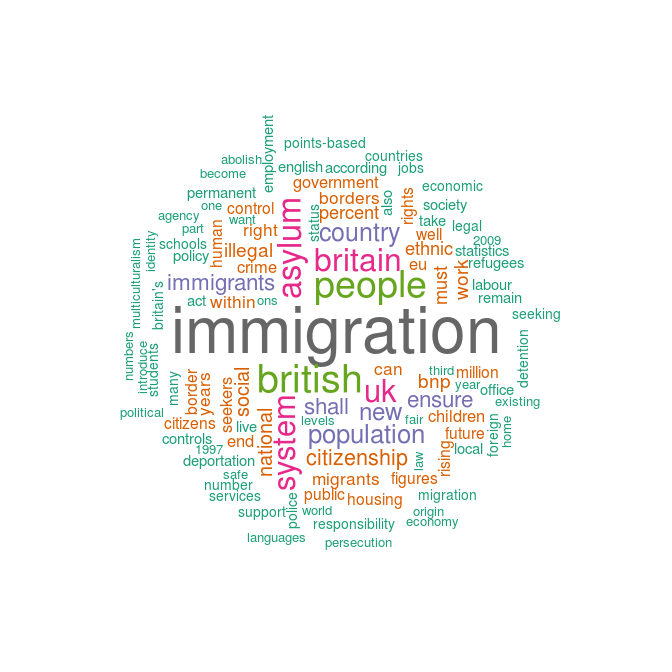 employment
points-based
abolish
countries
english
according
jobs
become
government
economic
permanent
borders
also
rights
one
control
percent
society
agency
want
status
take
legal
part
right
country
well
2009
human
asylum
identity
schools
illegal
britain
ethnic
statistics
policy
crime
eu
refugees
multiculturalism
immigrants
people
must
work
labour
britain's
act
within
ons
remain
seeking
immigration
numbers
introduce
students
many
border
years
seekers
social
british
can
third
million
detention
uk
bnp
year
office
shall
new
ensure
existing
political
citizens
live
national
system
levels
fair
children
foreign
home
controls
end
population
future
1997
citizenship
law
rising
local
deportation
safe
migrants
figures
number
services
public
housing
migration
support
police
world
origin
responsibility
economy
languages
persecution